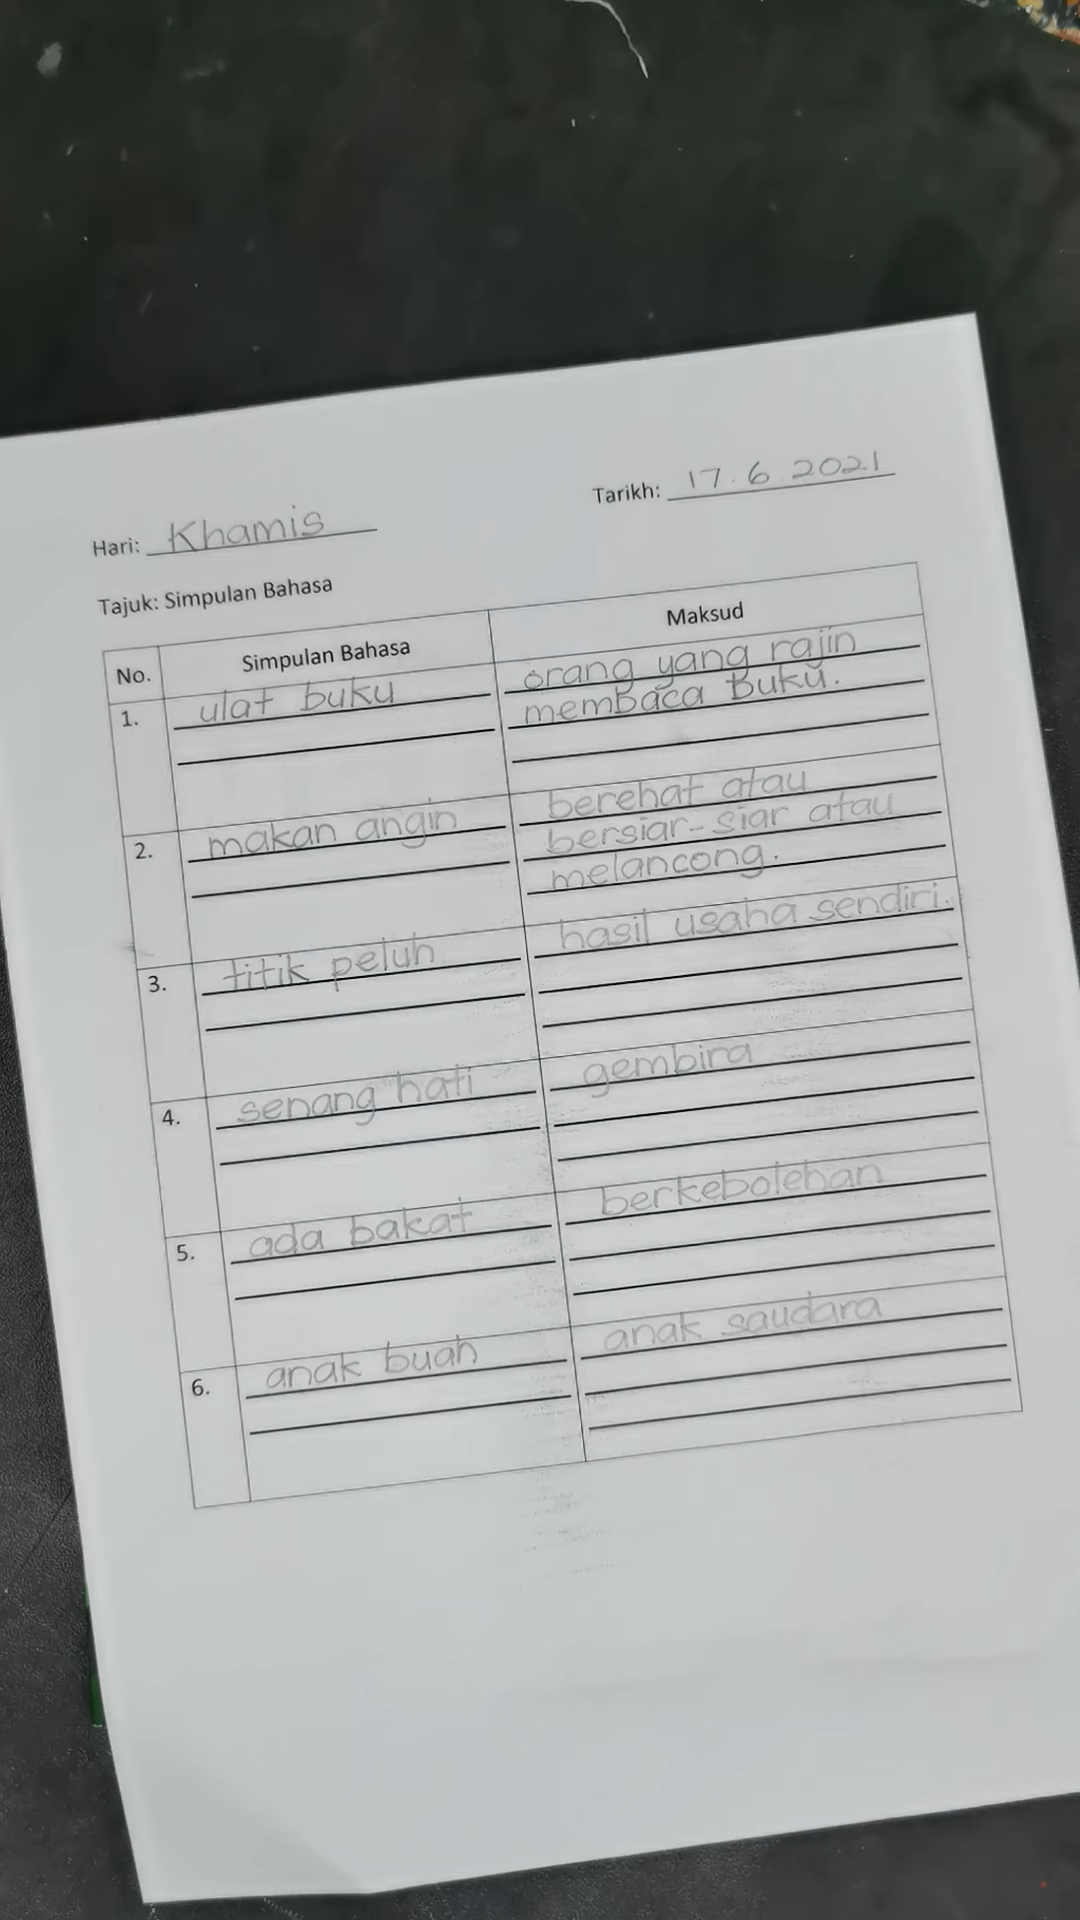 Tarikh: 17.6.2021
Hari: Khamis
Tajuk: Simpulan Bahasa
No. Simpulan Bahasa Maksud
1. ulat buku orang yang rajin
membaca Buku.
2. makan angin berehat atau
bersiar-siar atau
melancong.
3. titik peluh hasil usaha sendiri.
4. senang hati gembira
5. ada bakat berkebolehan
6. anak buah anak saudara